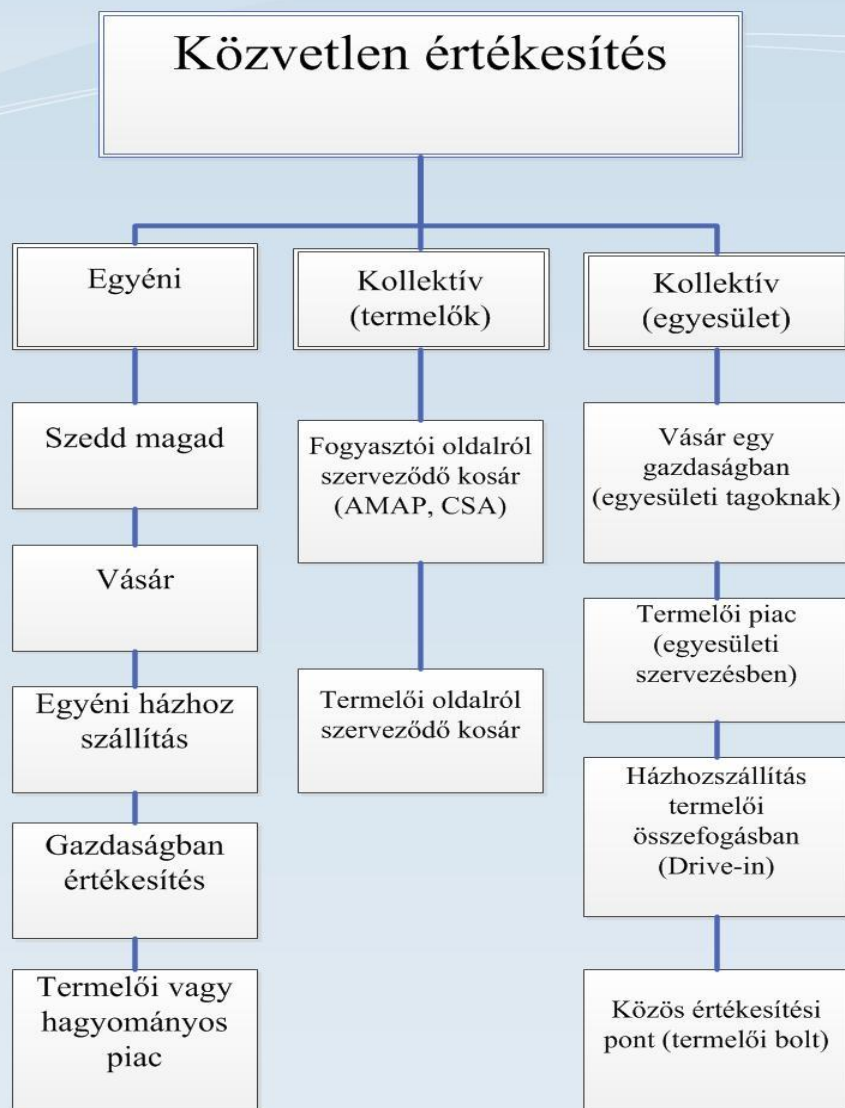 Közvetlen értékesítés
Egyéni
Szedd magad
Vásár
Egyéni házhoz
szállítás
Gazdaságban
értékesítés
Termelői vagy
hagyományos
piac
Kollektív
(termelők)
Fogyasztói oldalról
szerveződő kosár
(AMAP, CSA)
Termelői oldalról
szerveződő kosár
Kollektív
(egyesület)
Vásár egy
gazdaságban
(egyesületi tagoknak)
Termelői piac
(egyesületi
szervezésben)
Házhozszállítás
termelői
összefogásban
(Drive-in)
Közös értékesítési
pont (termelői bolt)